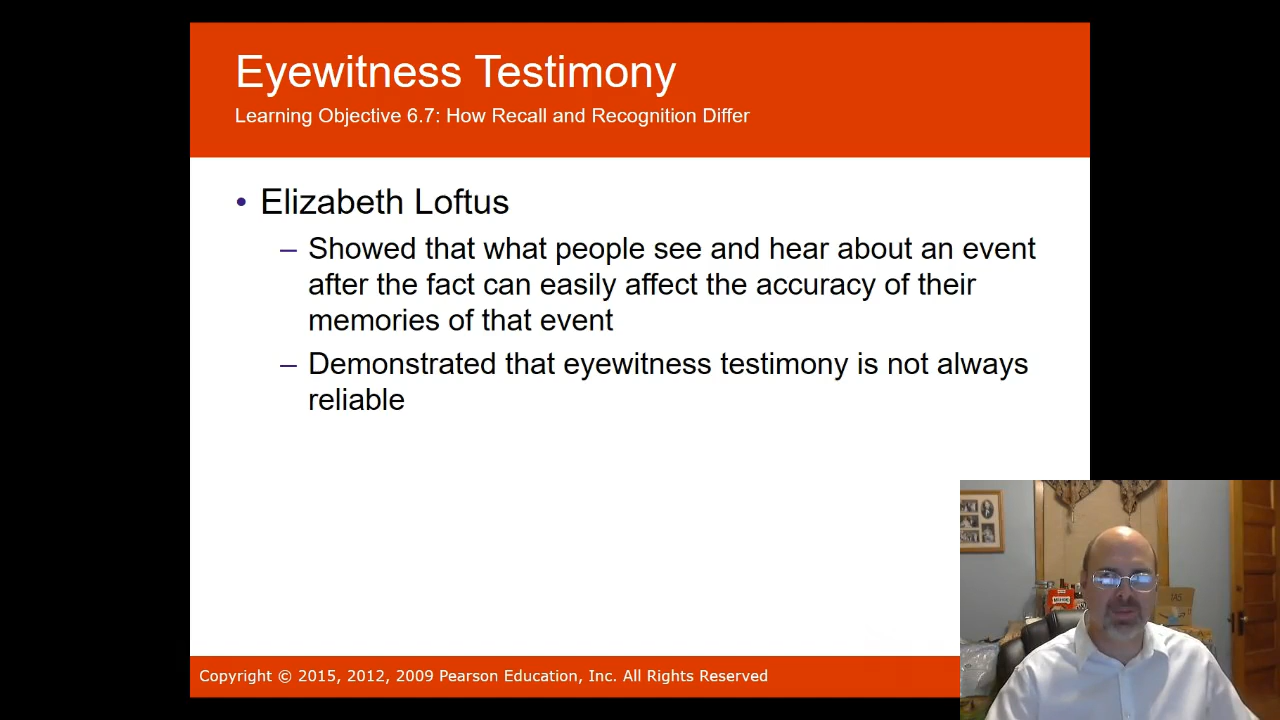 Eyewitness Testimony
Learning Objective 6.7: How Recall and Recognition Differ
• Elizabeth Loftus
– Showed that what people see and hear about an event
after the fact can easily affect the accuracy of their
memories of that event
– Demonstrated that eyewitness testimony is not always
reliable
Copyright © 2015, 2012, 2009 Pearson Education, Inc. All Rights Reserved